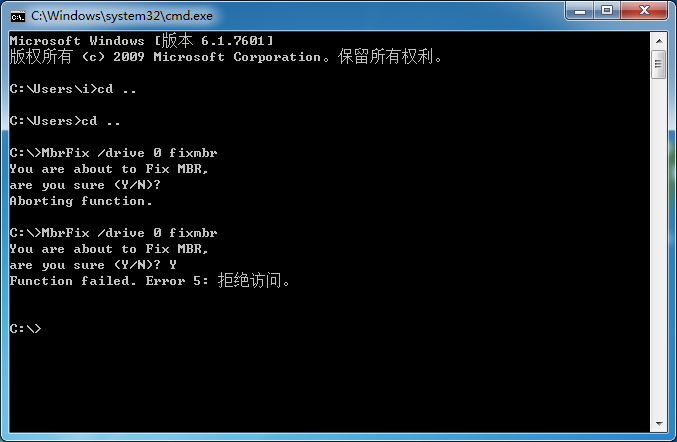 C:\Windows\system32\cmd.exe
Microsoft Windows [版本 6.1.7601]
版权所有 (c) 2009 Microsoft Corporation。保留所有权利。
C:\Users\i>cd ..
C:\Users>cd ..
C:\>MbrFix /drive 0 fixmbr
You are about to Fix MBR,
are you sure (Y/N)?
Aborting function.
C:\>MbrFix /drive 0 fixmbr
You are about to Fix MBR,
are you sure (Y/N)? Y
Function failed. Error 5: 拒绝访问。
C:\>